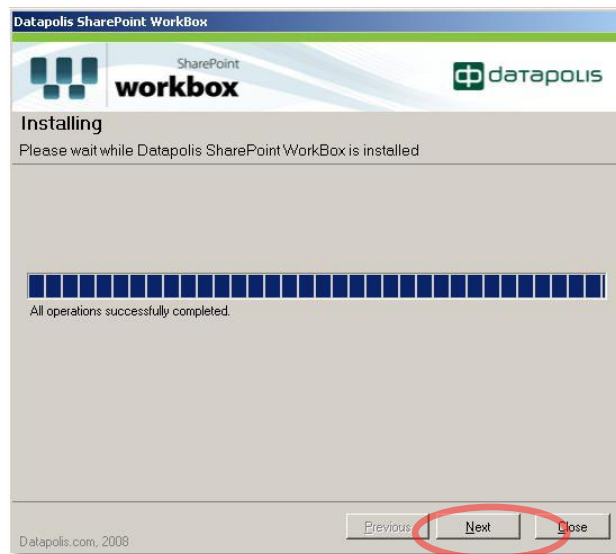 Datapolis SharePoint WorkBox
SharePoint
workbox
datapolis
Installing
Please wait while Datapolis SharePoint WorkBox is installed
All operations successfully completed.
Previous
Next
Close
Datapolis.com, 2008